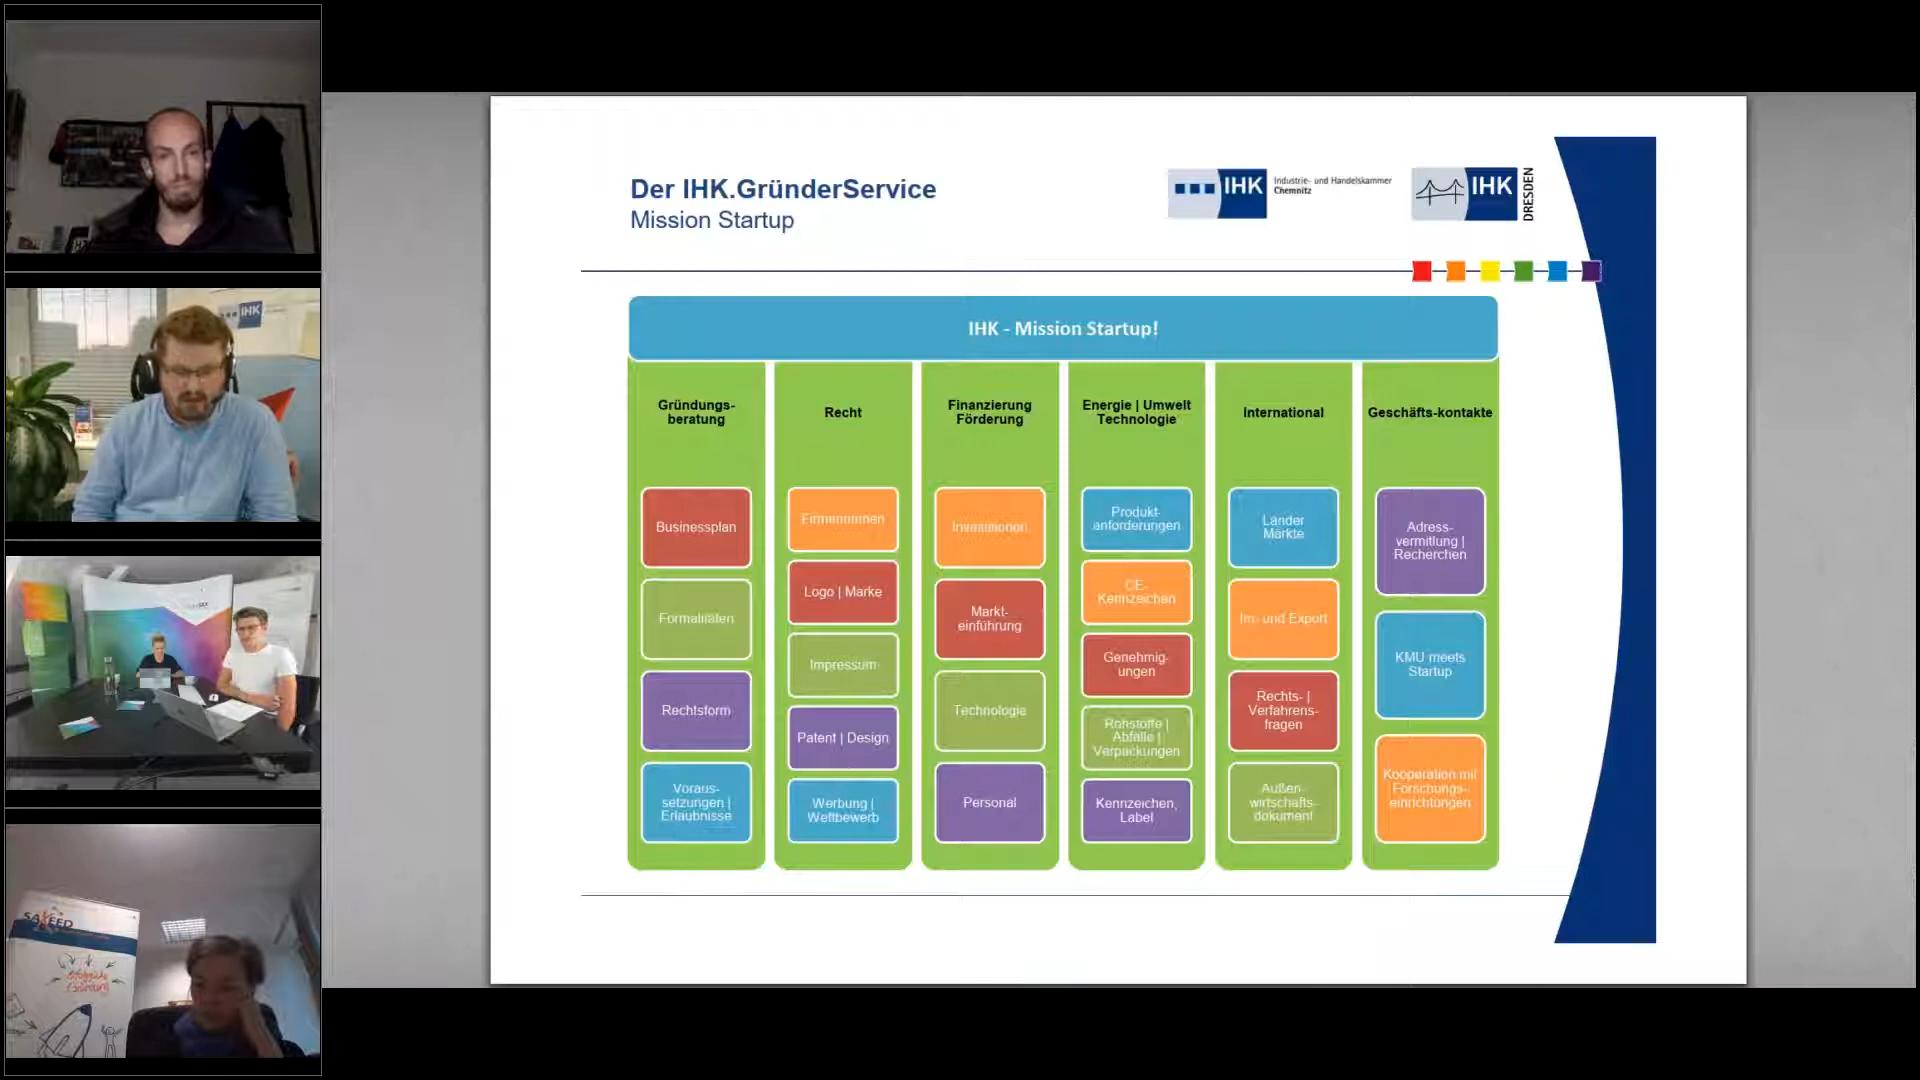 Der IHK.GründerService
Mission Startup
IHK
Industrie- und Handelskammer
Chemnitz
IHK
DRESDEN
IHK - Mission Startup!
Gründungs-
beratung
Businessplan
Formalitäten
Rechtsform
Voraus-
setzungen |
Erlaubnisse
Recht
Firmennamen
Logo | Marke
Impressum
Patent | Design
Werbung |
Wettbewerb
Finanzierung
Förderung
Investitionen
Markt-
einführung
Technologie
Personal
Energie | Umwelt
Technologie
Produkt-
anforderungen
CE-
Kennzeichen
Genehmig-
ungen
Rohstoffe |
Abfälle |
Verpackungen
Kennzeichen,
Label
International
Länder
Märkte
Im- und Export
Rechts- |
Verfahrens-
fragen
Außen-
wirtschafts-
dokument
Geschäfts-kontakte
Adress-
vermitlung |
Recherchen
KMU meets
Startup
Kooperation mit
Forschungs-
einrichtungen
IHK
SAXEED